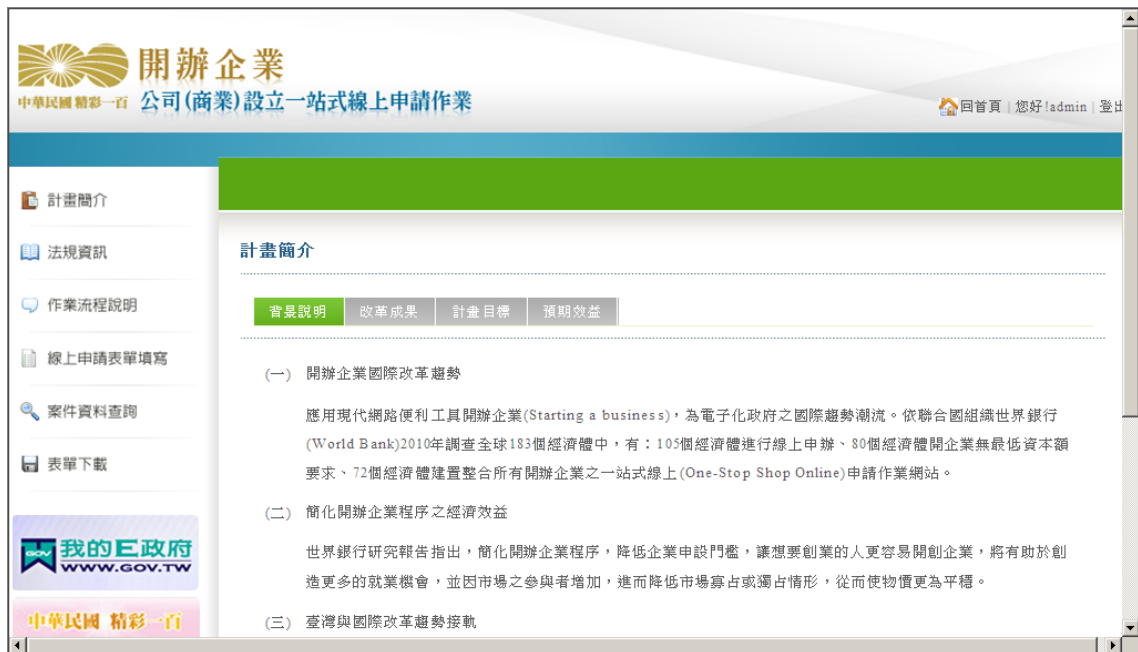 開辦企業
中華民國 精彩一百
公司(商業)設立一站式線上申請作業
回首頁 | 您好!admin | 登出
計畫簡介
法規資訊
作業流程說明
線上申請表單填寫
案件資料查詢
表單下載
GOV 我的E政府
WWW.GOV.TW
中華民國 精彩一百
計畫簡介
背景說明 改革成果 計畫目標 預期效益
(一) 開辦企業國際改革趨勢
應用現代網路便利工具開辦企業(Starting a business),為電子化政府之國際趨勢潮流。依聯合國組織世界銀行
(World Bank)2010年調查全球183個經濟體中,有:105個經濟體進行線上申辦、80個經濟體開企業無最低資本額
要求、72個經濟體建置整合所有開辦企業之一站式線上(One-Stop Shop Online)申請作業網站。
(二) 簡化開辦企業程序之經濟效益
世界銀行研究報告指出,簡化開辦企業程序,降低企業申設門檻,讓想要創業的人更容易開創企業,將有助於創
造更多的就業機會,並因市場之參與者增加,進而降低市場寡占或獨占情形,從而使物價更為平穩。
(三) 臺灣與國際改革趨勢接軌